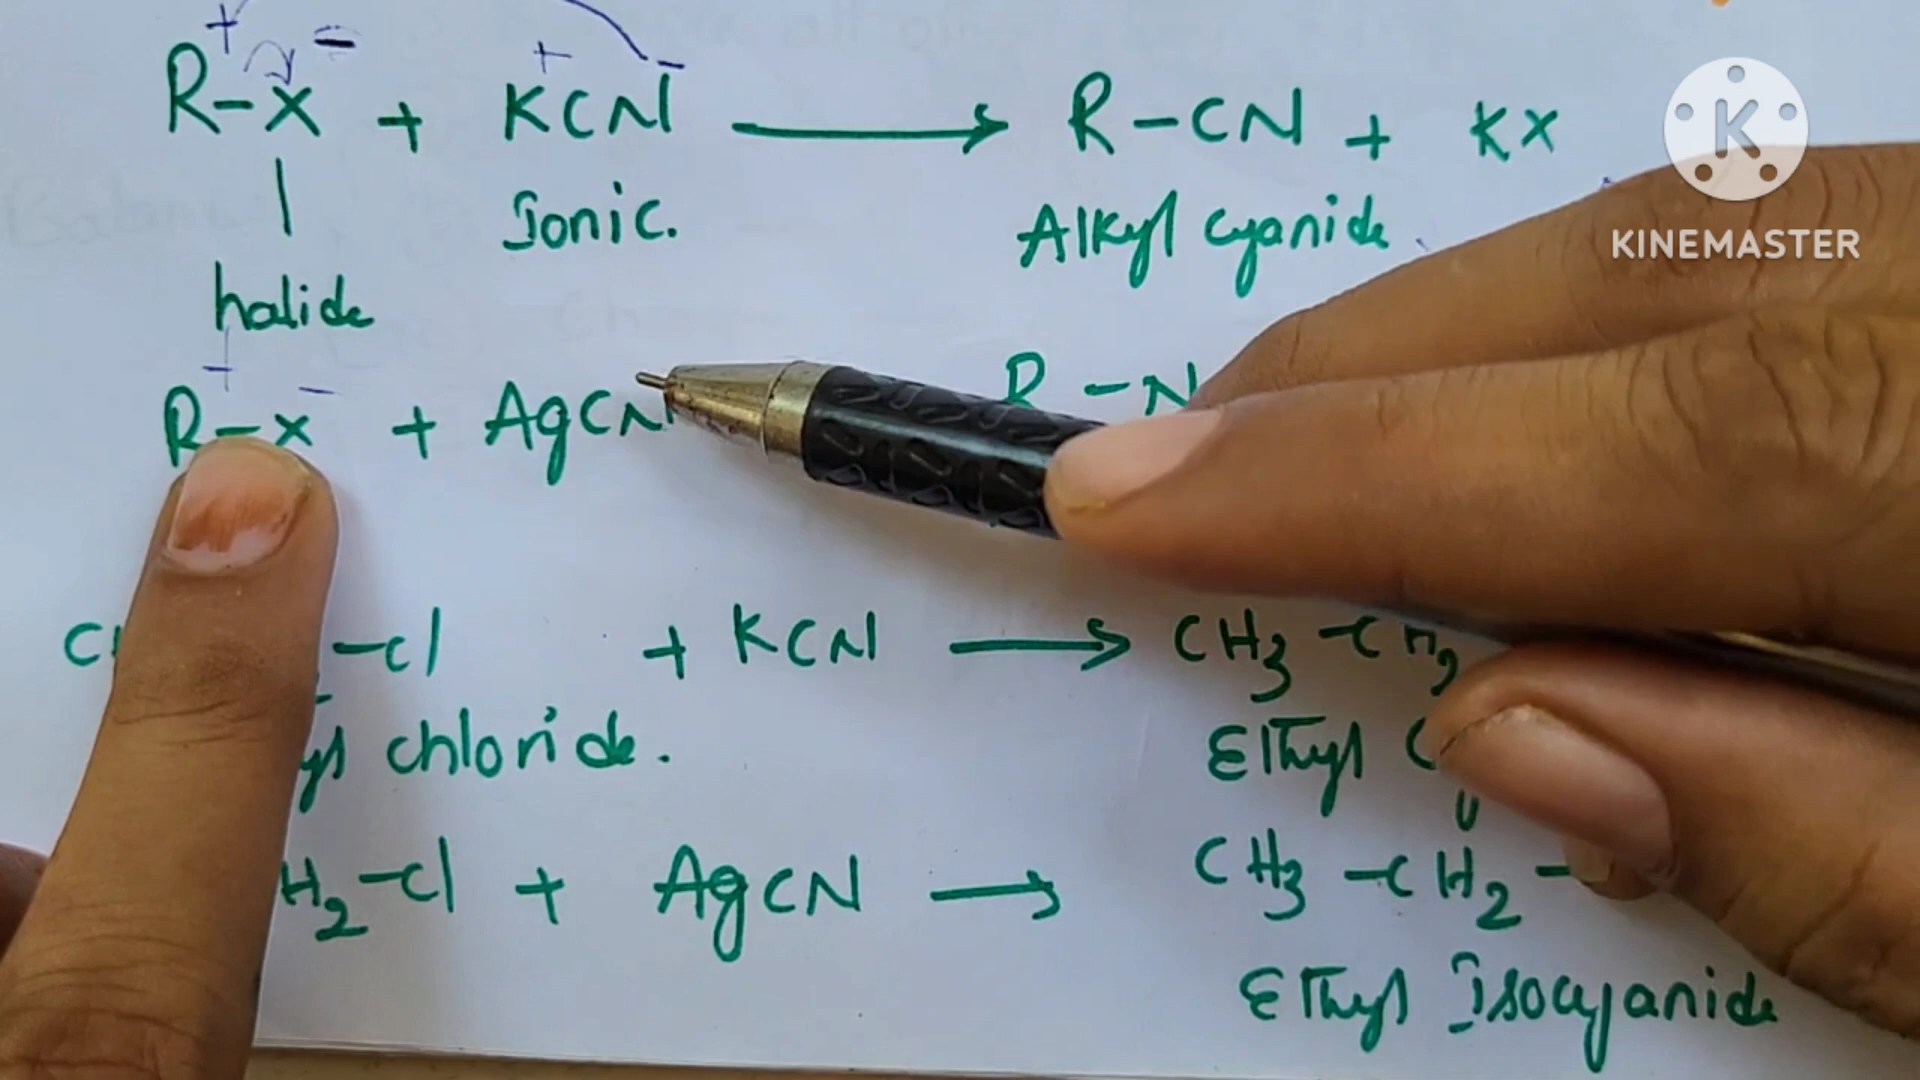 R-X + KCN → R-CN + KX
Ionic. Alkyl cyanide
halide
R-X + AgCN R-N
-Cl + KCN → CH3-CH2
chloride. Ethyl
H2-Cl + AgCN → CH3-CH2-
Ethyl Isocyanide
K
KINEMASTER